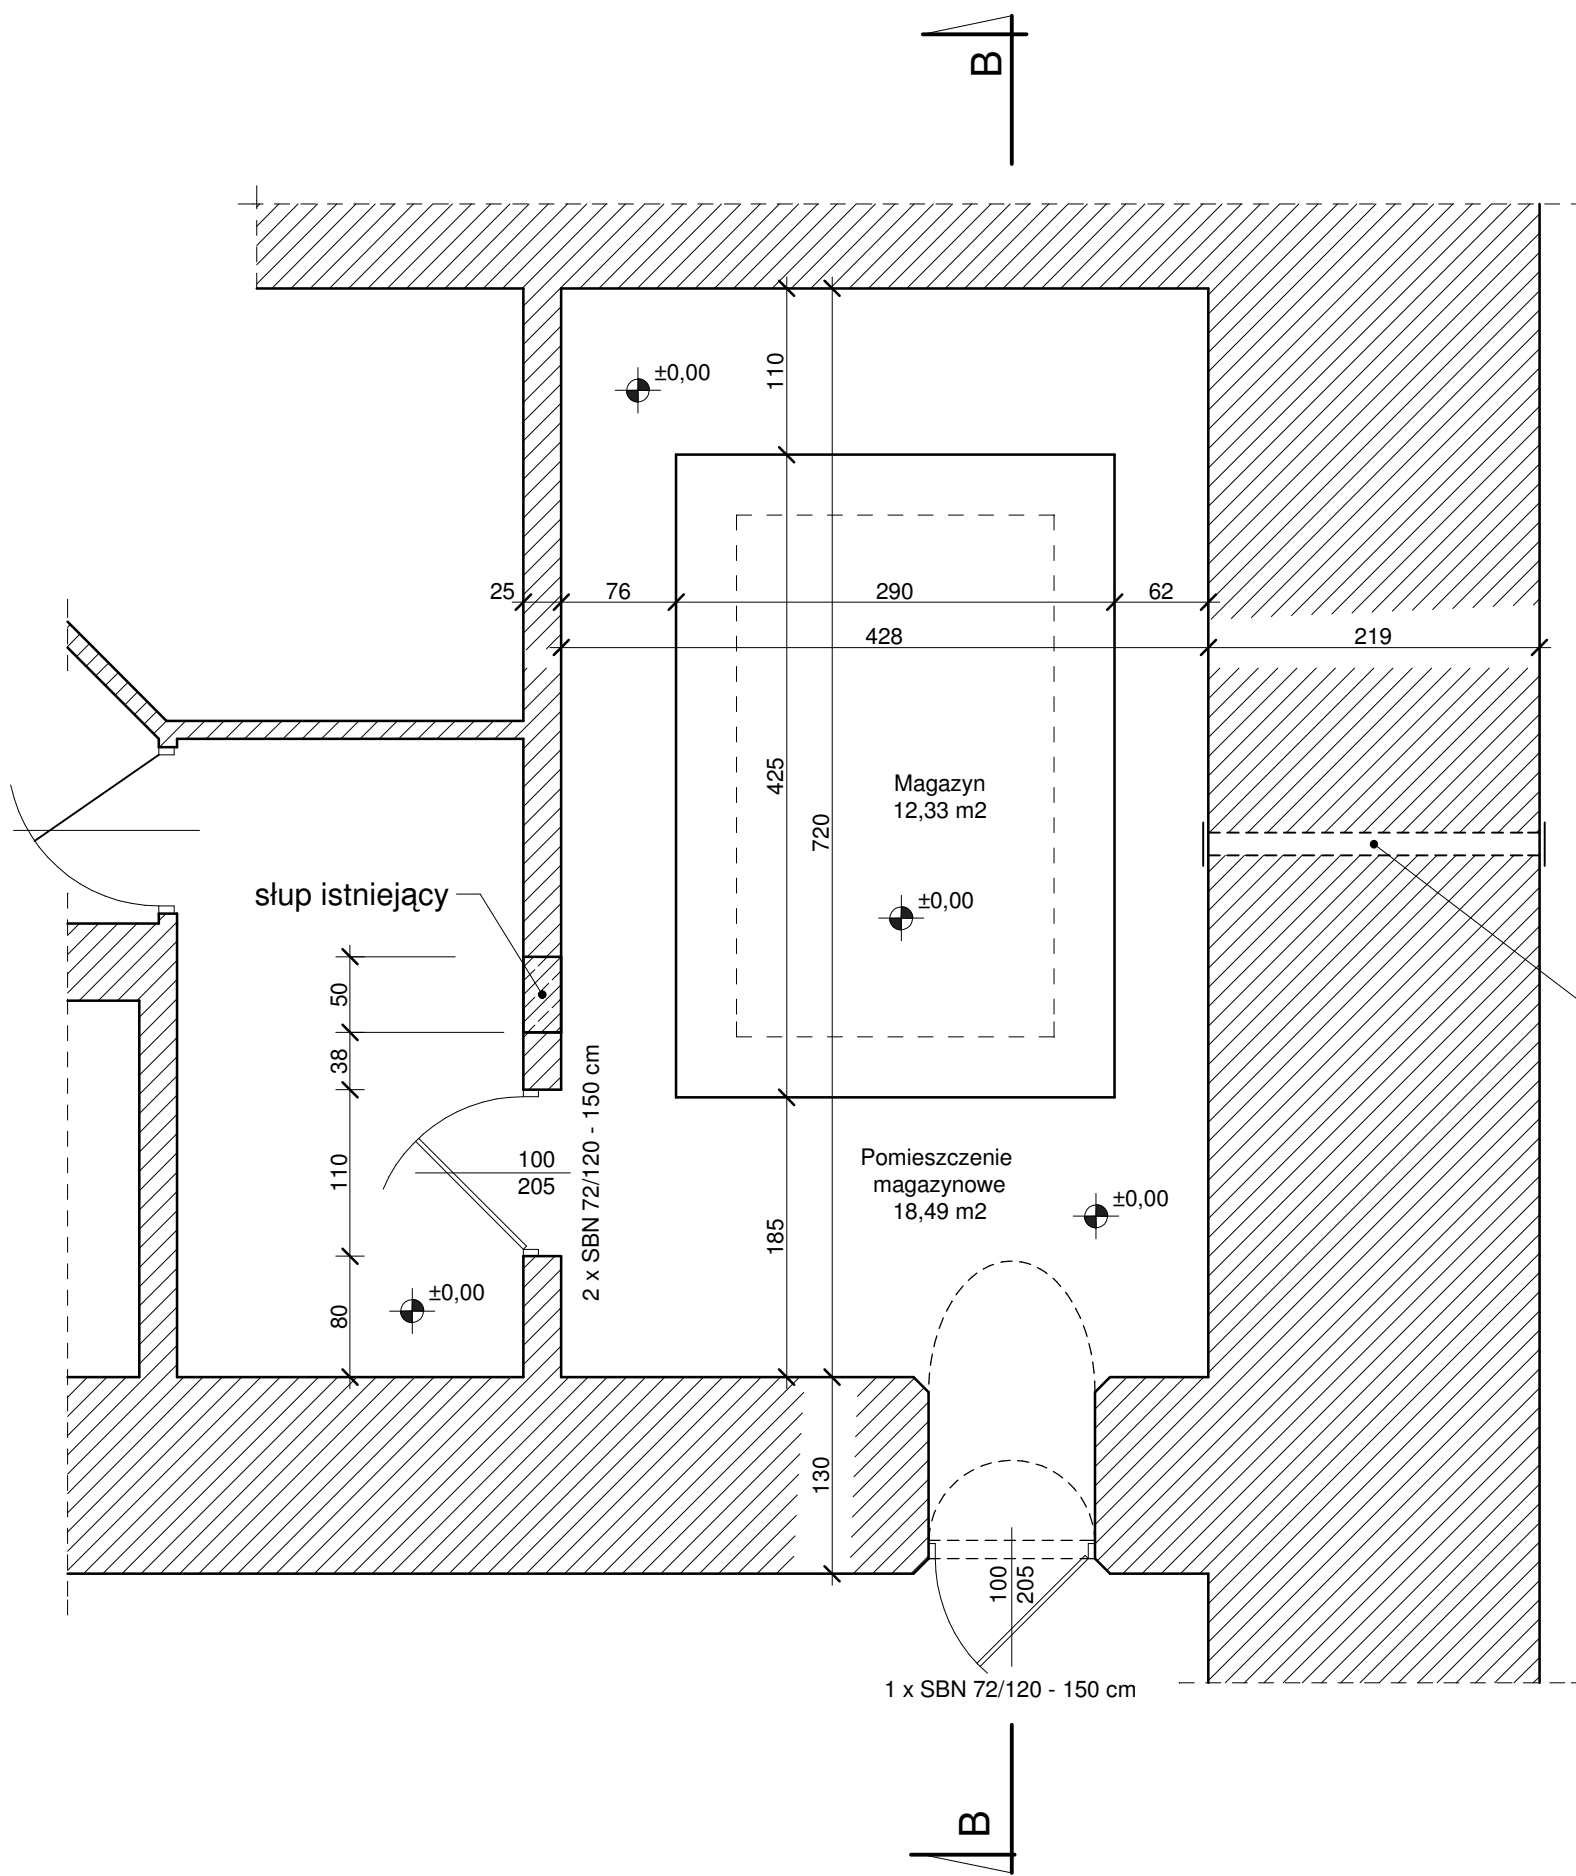 B
±0,00
110
25
76
290
62
428
219
425
720
Magazyn
12,33 m2
±0,00
słup istniejący
50
38
110
80
100
205
2 x SBN 72/120 - 150 cm
Pomieszczenie
magazynowe
18,49 m2
±0,00
185
±0,00
130
100
205
1 x SBN 72/120 - 150 cm
B